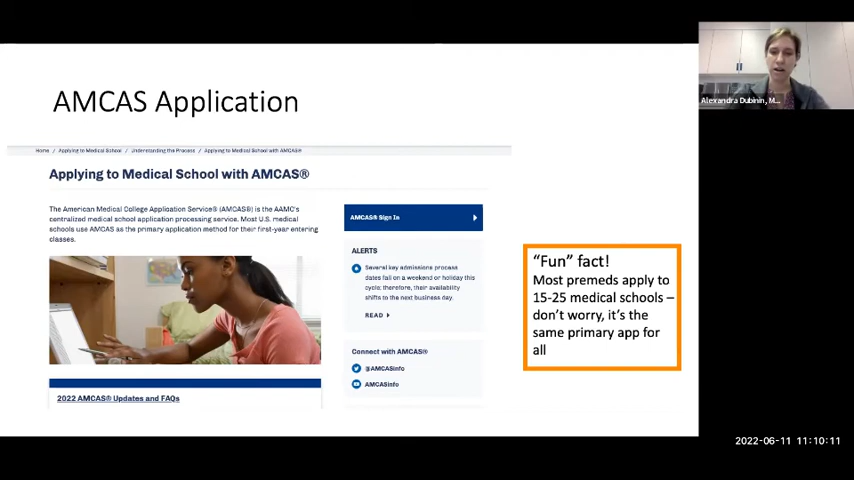 AMCAS Application
Home / Applying to Medical School / Understanding the Process / Applying to Medical School with AMCAS®
Applying to Medical School with AMCAS®
The American Medical College Application Service® (AMCAS®) is the AAMC's
centralized medical school application processing service. Most U.S. medical
schools use AMCAS as the primary application method for their first-year entering
classes.
2022 AMCAS® Updates and FAQs
AMCAS® Sign In
ALERTS
Several key admissions process
dates fall on a weekend or holiday this
cycle; therefore, their availability
shifts to the next business day.
READ
Connect with AMCAS®
@AMCASinfo
AMCASinfo
“Fun” fact!
Most premeds apply to
15-25 medical schools –
don’t worry, it’s the
same primary app for
all
Alexandra Dubinin, M...
2022-06-11 11:10:11